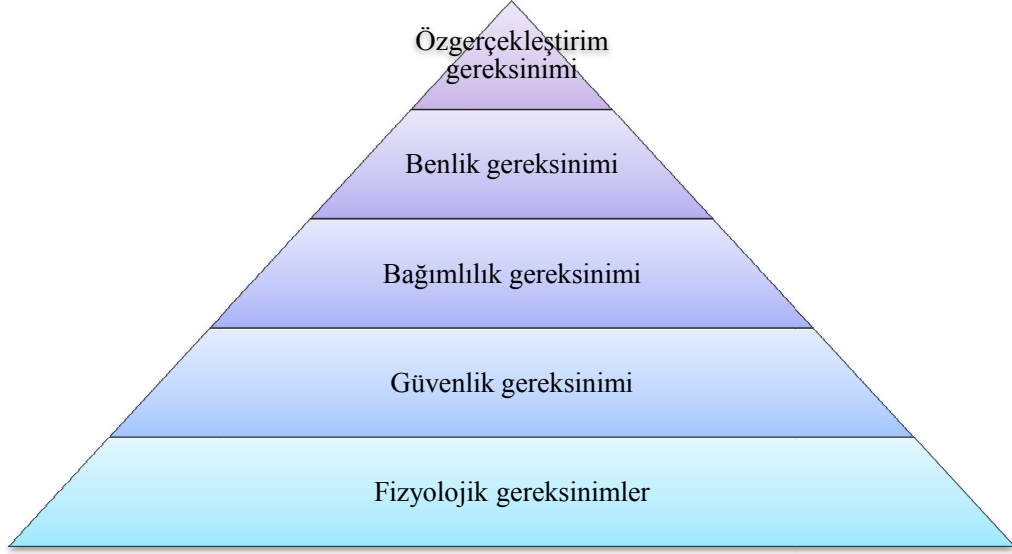 Özgerçekleştirim
gereksinimi
Benlik gereksinimi
Bağımlılık gereksinimi
Güvenlik gereksinimi
Fizyolojik gereksinimler